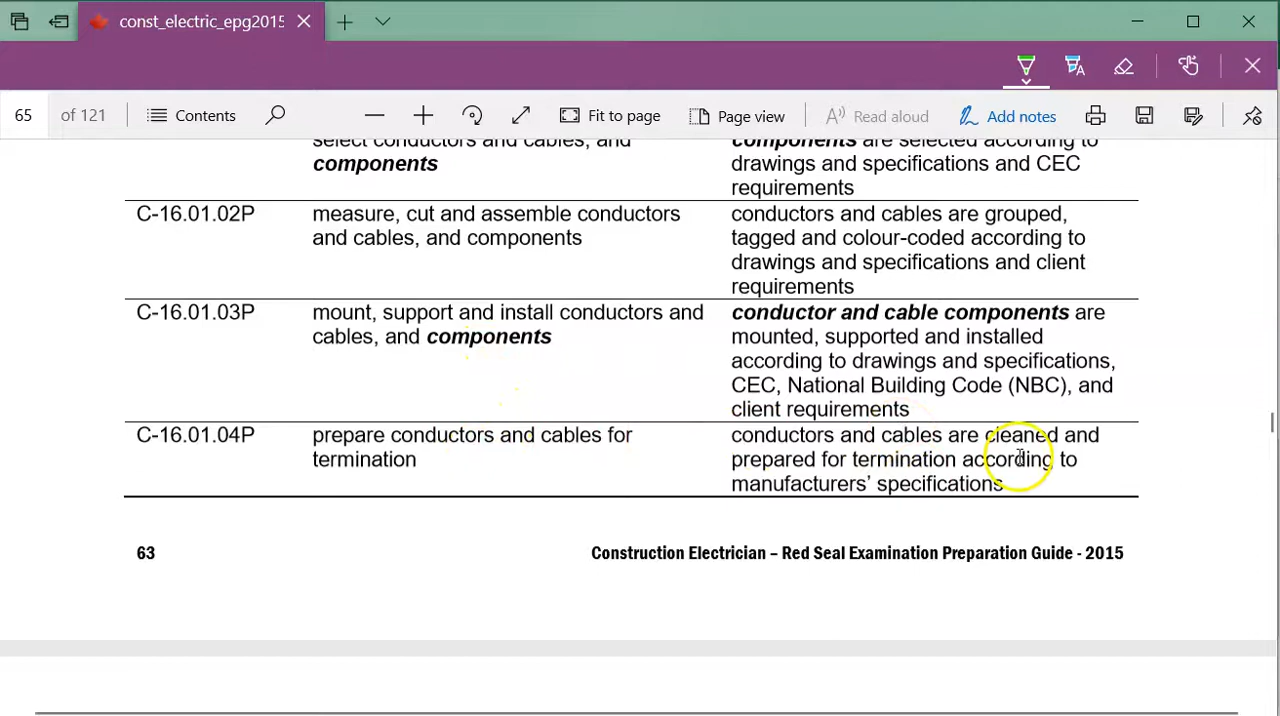 const_electric_epg2015
65 of 121 Contents Fit to page Page view Read aloud Add notes
select conductors and cables, and
components
components are selected according to
drawings and specifications and CEC
requirements
C-16.01.02P
measure, cut and assemble conductors
and cables, and components
conductors and cables are grouped,
tagged and colour-coded according to
drawings and specifications and client
requirements
C-16.01.03P
mount, support and install conductors and
cables, and components
conductor and cable components are
mounted, supported and installed
according to drawings and specifications,
CEC, National Building Code (NBC), and
client requirements
C-16.01.04P
prepare conductors and cables for
termination
conductors and cables are cleaned and
prepared for termination according to
manufacturers’ specifications
63
Construction Electrician – Red Seal Examination Preparation Guide - 2015